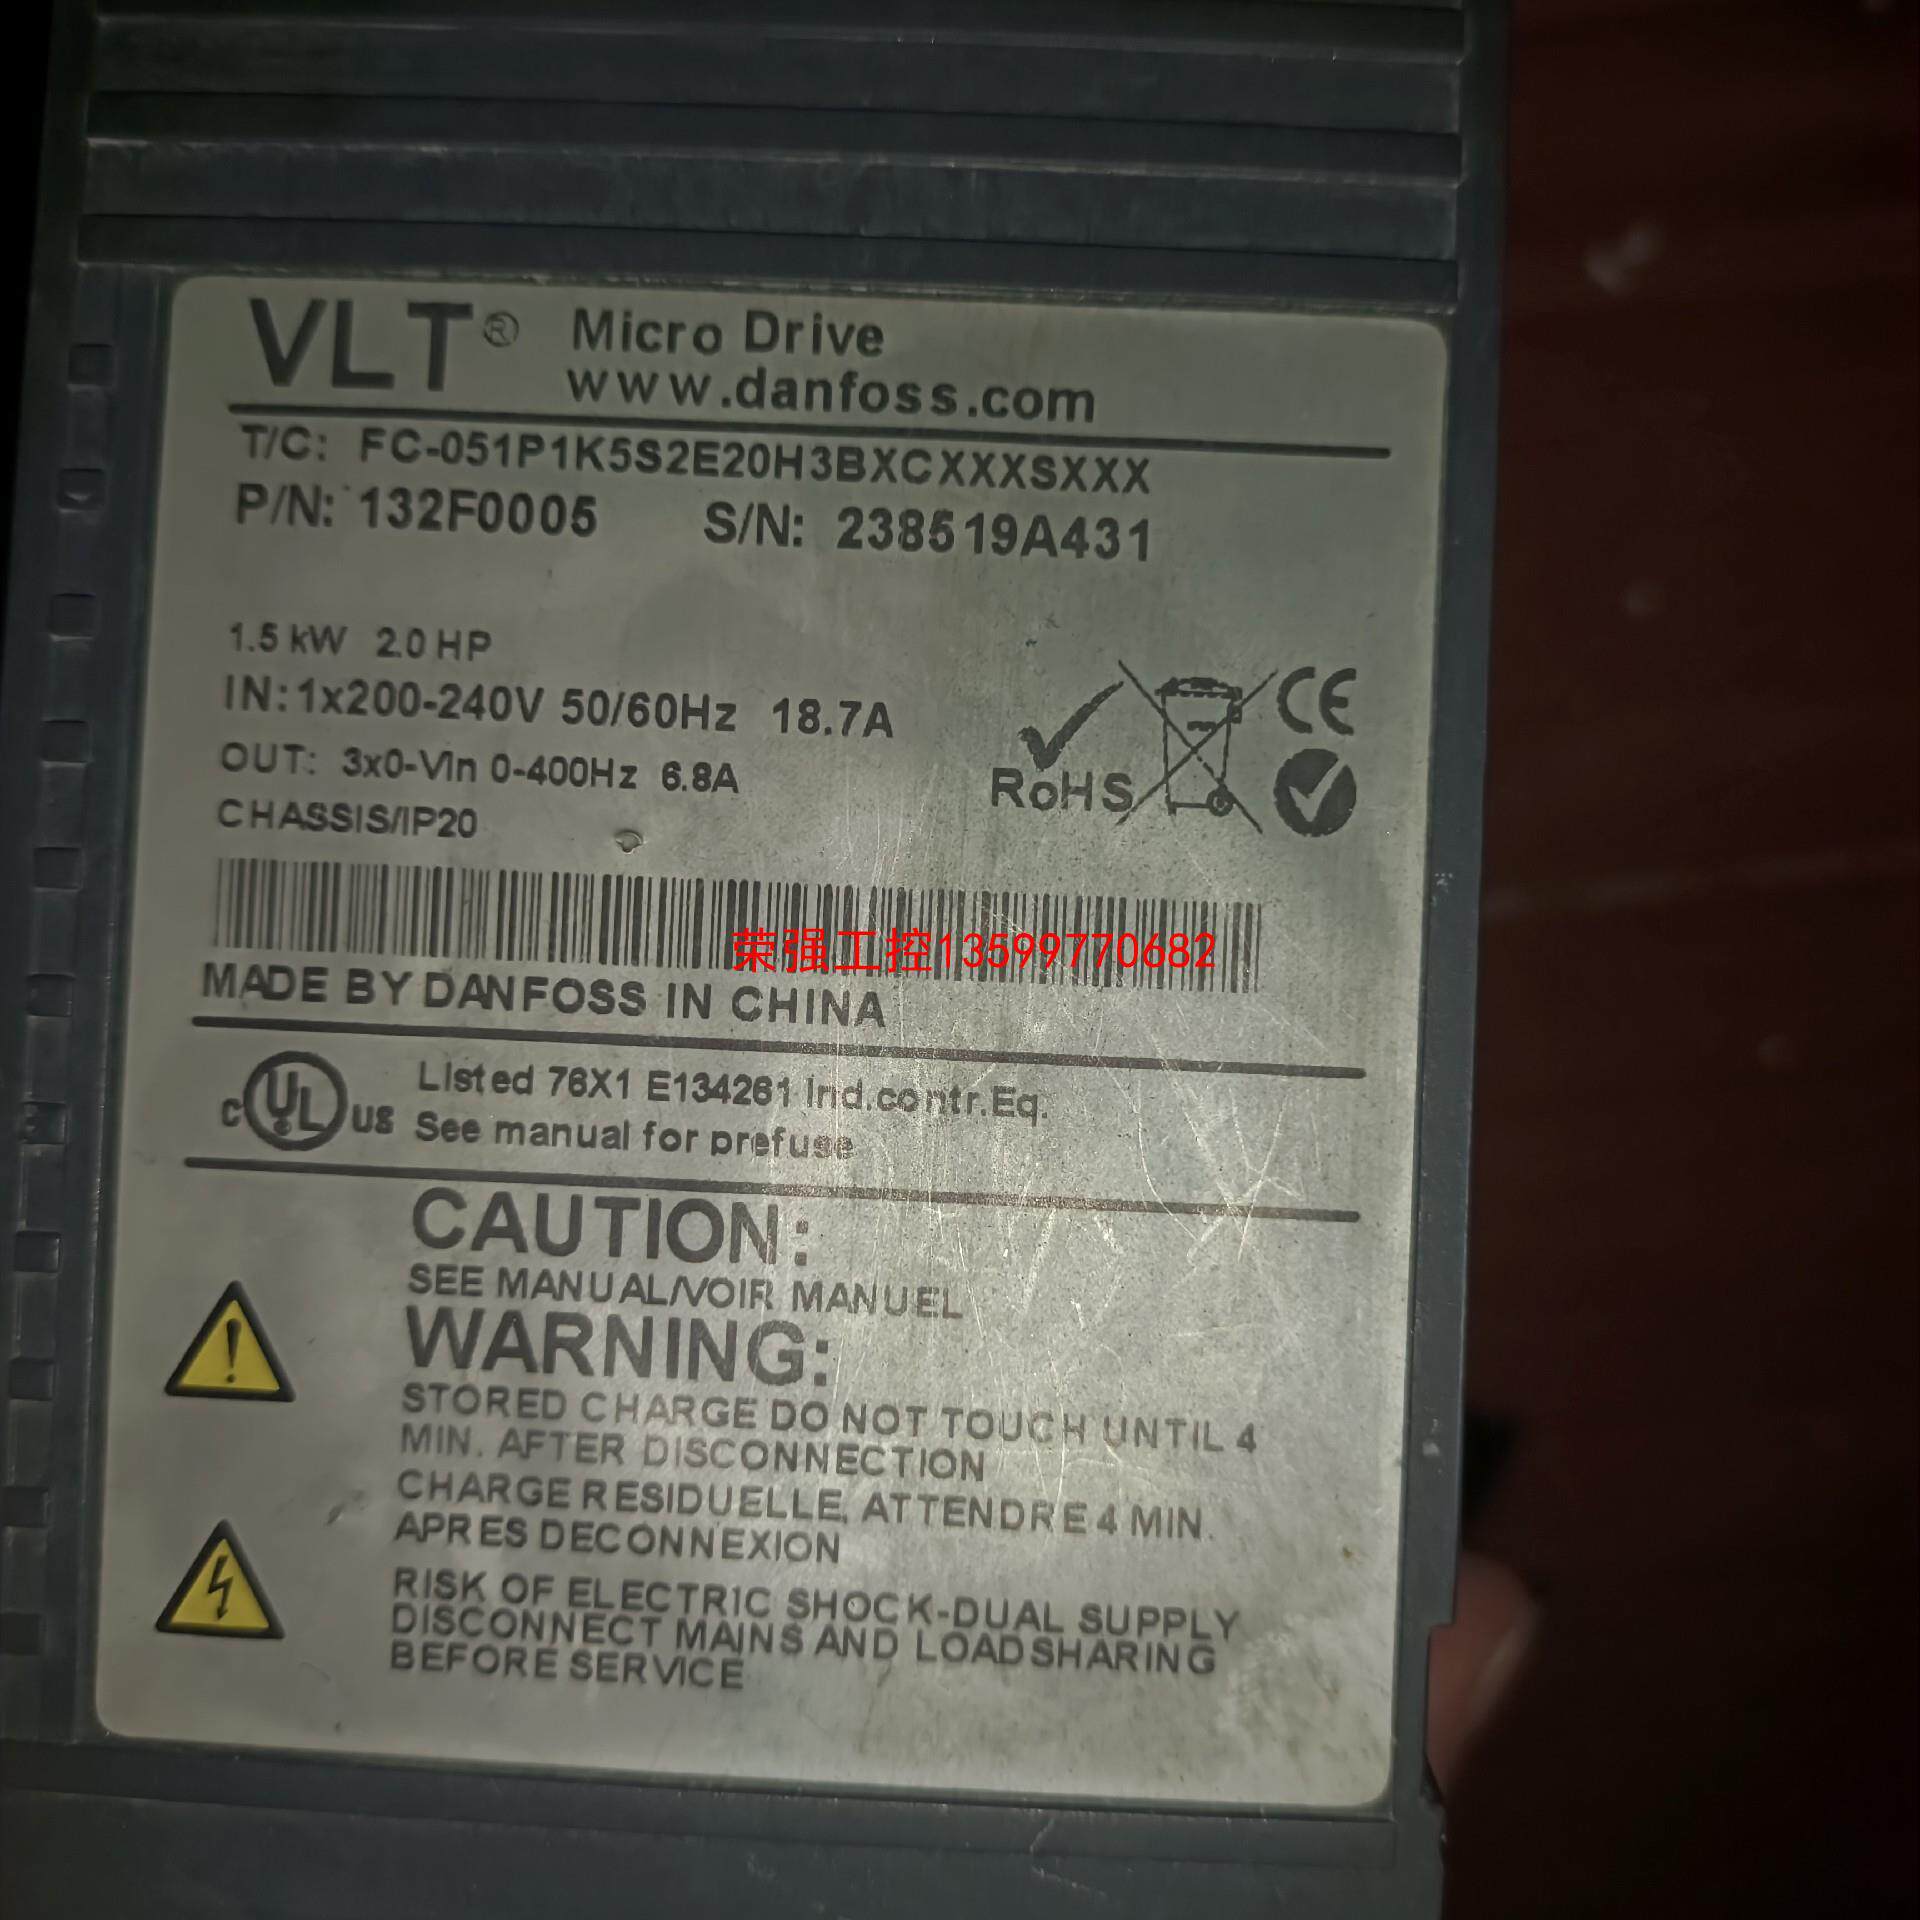 VLT® Micro Drive
www.danfoss.com
T/C: FC-051P1K5S2E20H3BXCXXXSXXX
P/N: 132F0005 S/N: 238519A431
1.5 kW 2.0 HP
IN: 1x200-240V 50/60Hz 18.7A
OUT: 3x0-Vin 0-400Hz 6.8A
CHASSIS/IP20
CE
RoHS
荣强工控13599770682
MADE BY DANFOSS IN CHINA
c UL us Listed 76X1 E134261 Ind.contr.Eq.
See manual for prefuse
CAUTION:
SEE MANUAL/VOIR MANUEL
WARNING:
STORED CHARGE DO NOT TOUCH UNTIL 4
MIN. AFTER DISCONNECTION
CHARGE RESIDUELLE, ATTENDRE 4 MIN.
APRES DECONNEXION
RISK OF ELECTRIC SHOCK-DUAL SUPPLY
DISCONNECT MAINS AND LOADSHARING
BEFORE SERVICE